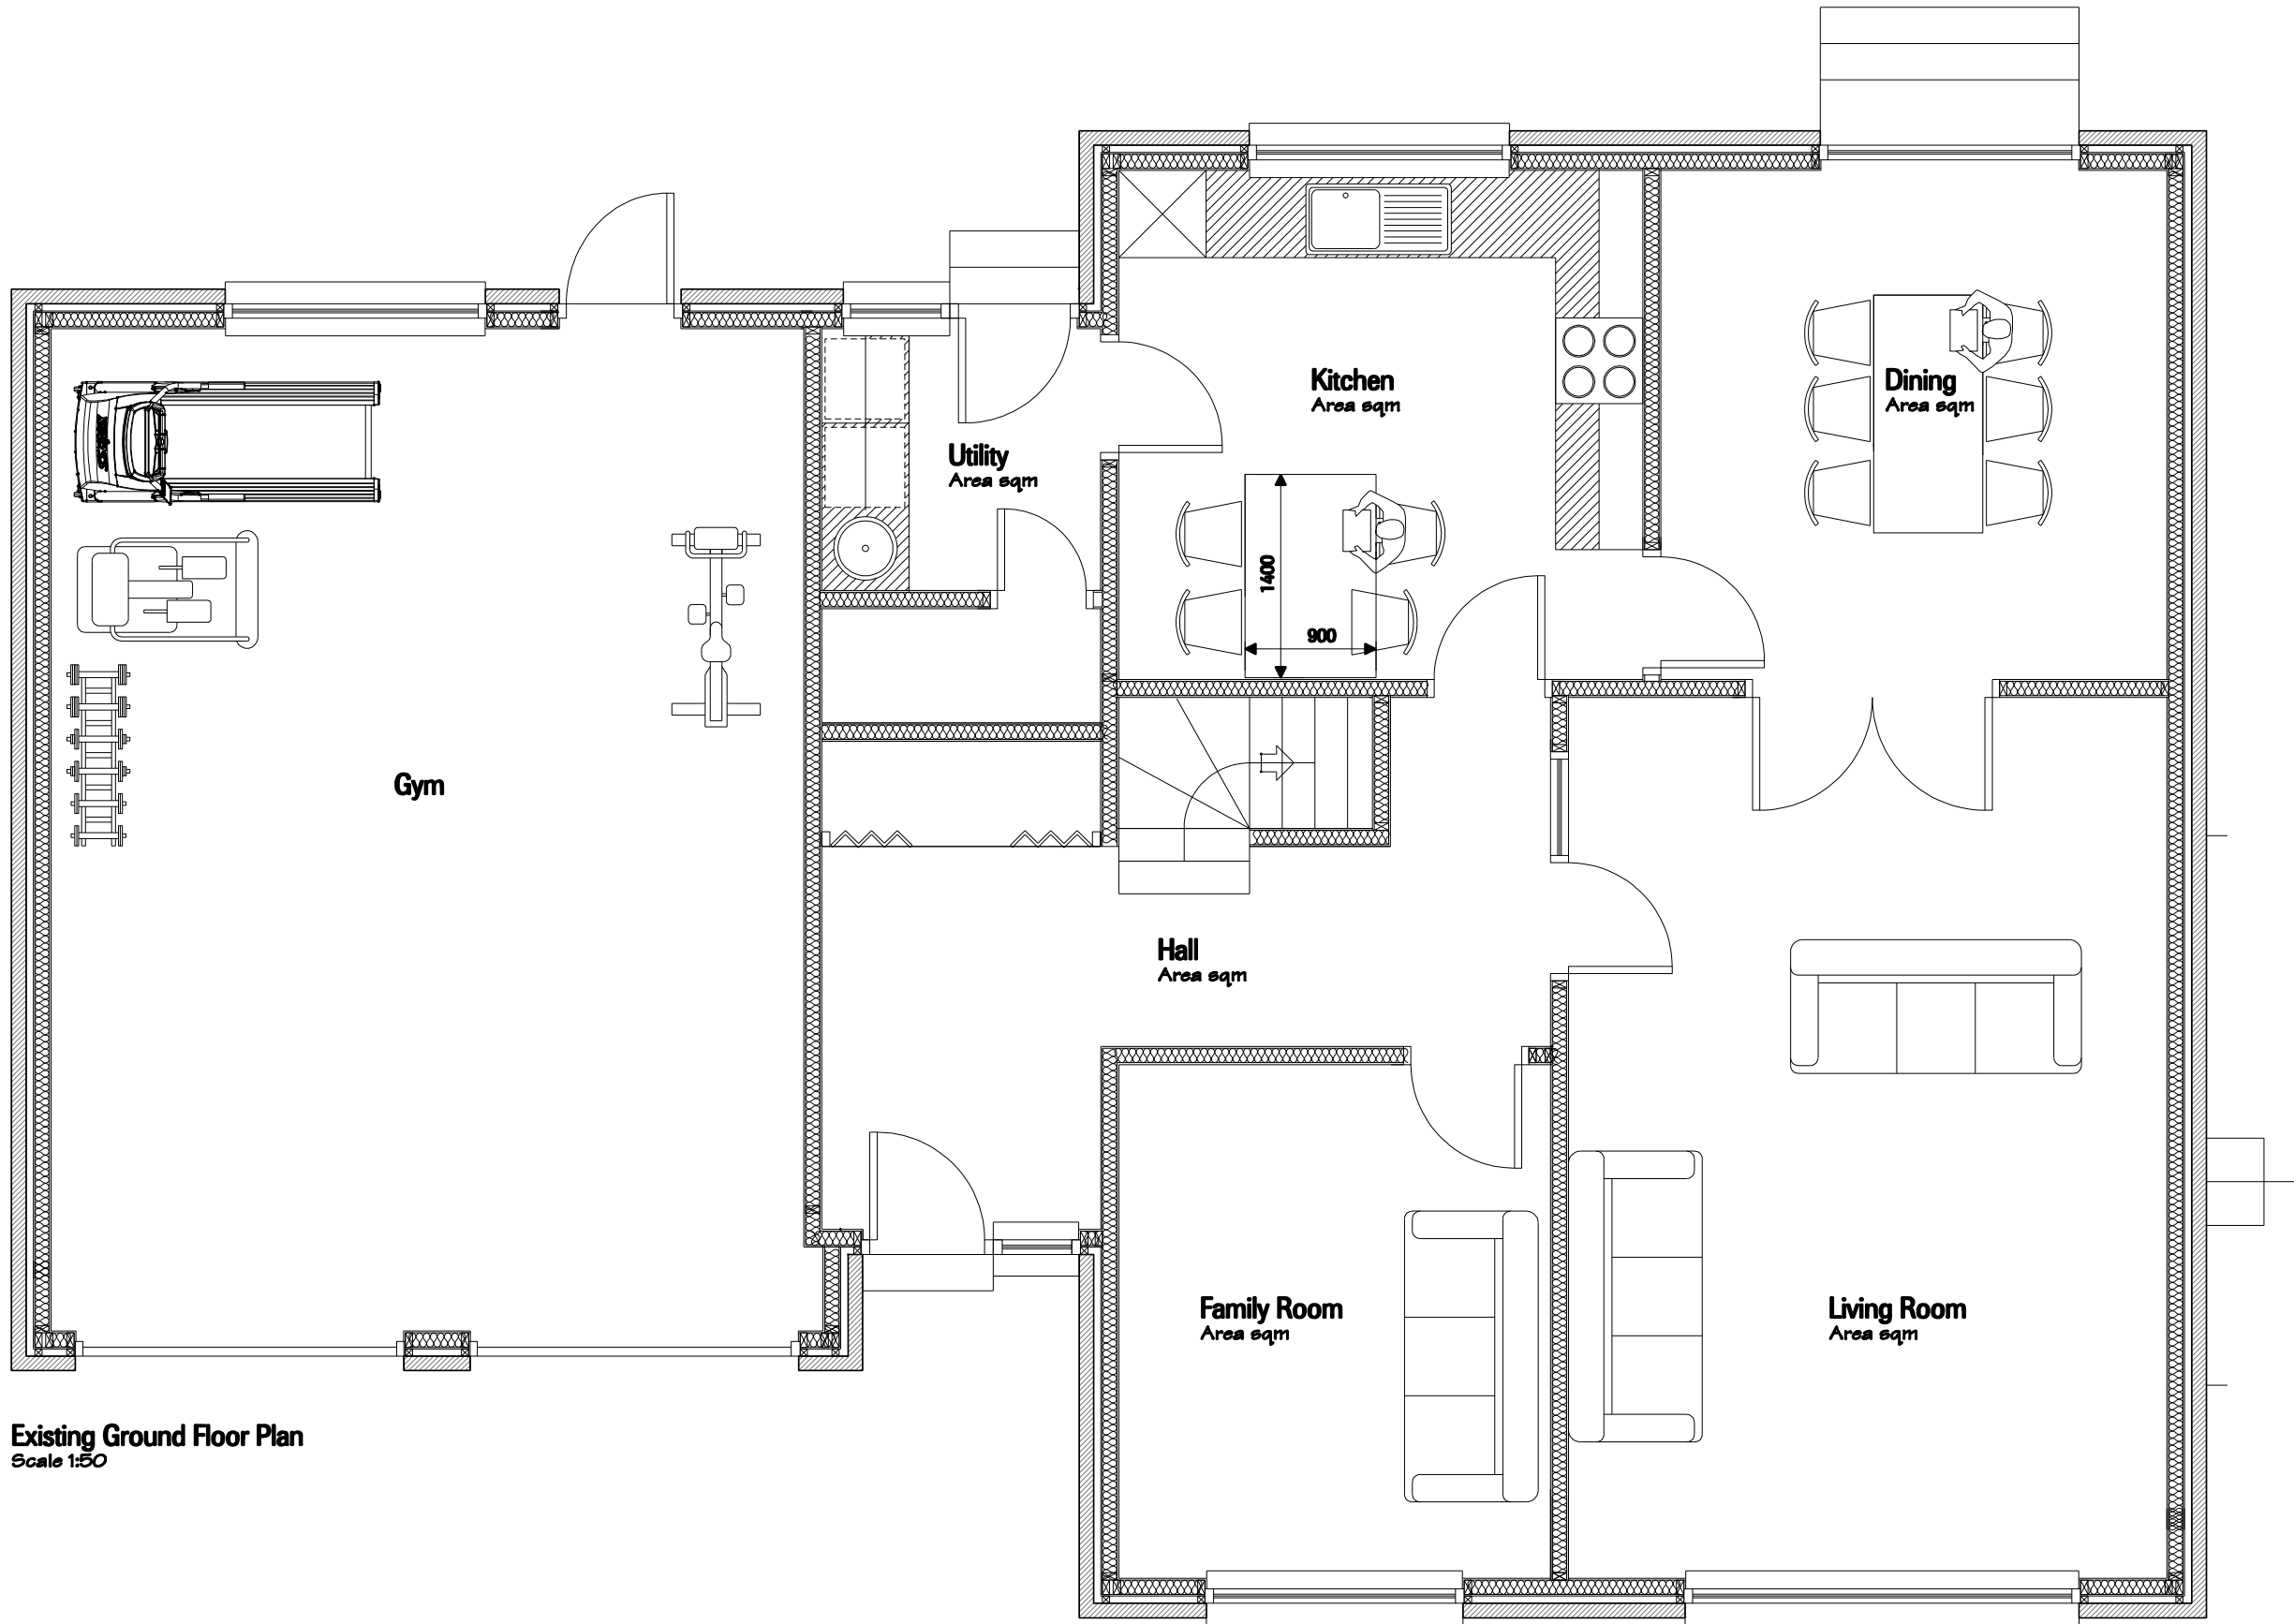 Kitchen
Area sqm
Dining
Area sqm
Utility
Area sqm
1400
900
Gym
Hall
Area sqm
Family Room
Area sqm
Living Room
Area sqm
Existing Ground Floor Plan
Scale 1:50